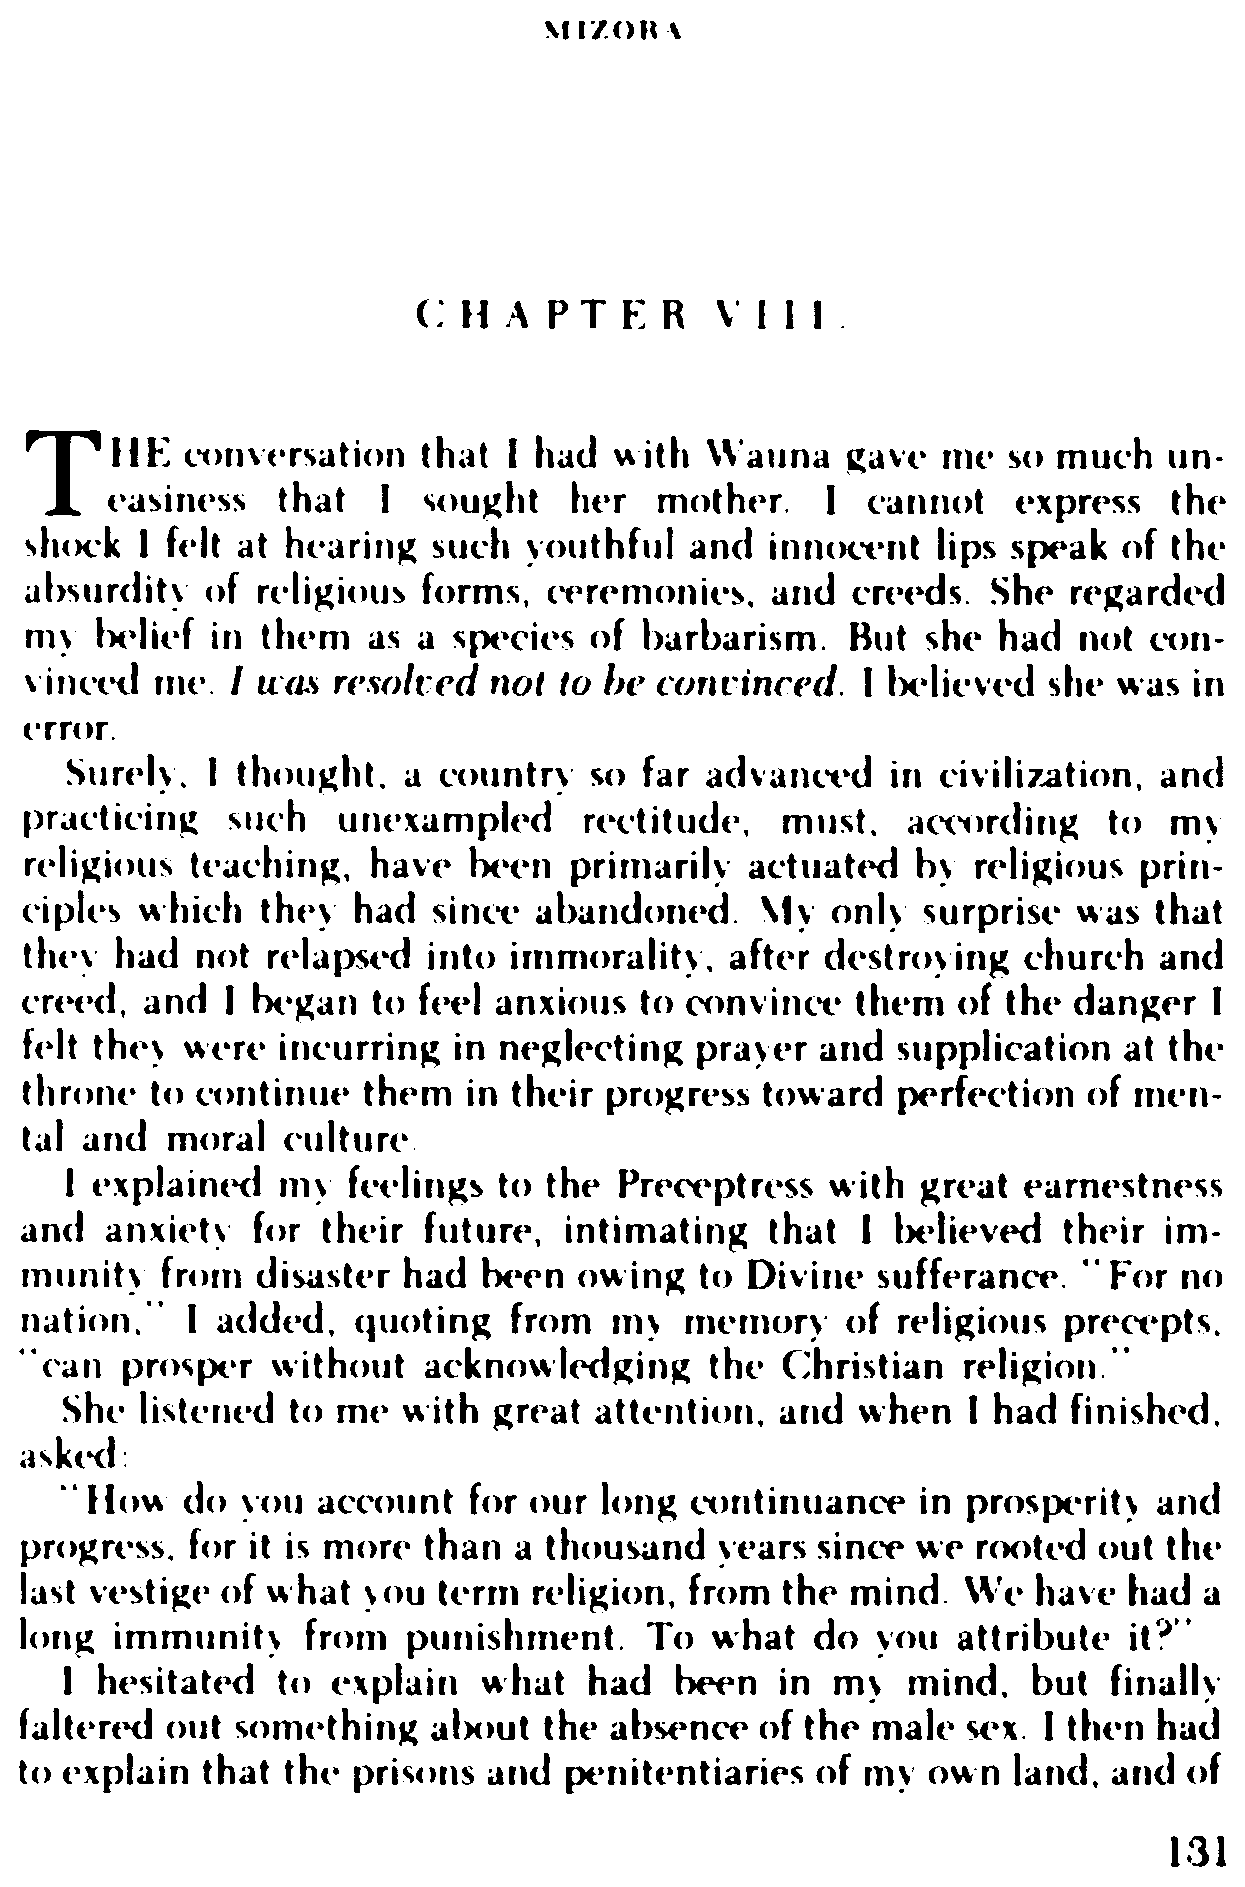 MIZORA
CHAPTER VIII.
THE conversation that I had with Wauna gave me so much un-
easiness that I sought her mother. I cannot express the
shock I felt at hearing such youthful and innocent lips speak of the
absurdity of religious forms, ceremonies, and creeds. She regarded
my belief in them as a species of barbarism. But she had not con-
vinced me. I was resolved not to be convinced. I believed she was in
error.
Surely, I thought, a country so far advanced in civilization, and
practicing such unexampled rectitude, must, according to my
religious teaching, have been primarily actuated by religious prin-
ciples which they had since abandoned. My only surprise was that
they had not relapsed into immorality, after destroying church and
creed, and I began to feel anxious to convince them of the danger I
felt they were incurring in neglecting prayer and supplication at the
throne to continue them in their progress toward perfection of men-
tal and moral culture.
I explained my feelings to the Preceptress with great earnestness
and anxiety for their future, intimating that I believed their im-
munity from disaster had been owing to Divine sufferance. "For no
nation," I added, quoting from my memory of religious precepts,
"can prosper without acknowledging the Christian religion."
She listened to me with great attention, and when I had finished,
asked:
"How do you account for our long continuance in prosperity and
progress, for it is more than a thousand years since we rooted out the
last vestige of what you term religion, from the mind. We have had a
long immunity from punishment. To what do you attribute it?"
I hesitated to explain what had been in my mind, but finally
faltered out something about the absence of the male sex. I then had
to explain that the prisons and penitentiaries of my own land, and of
131